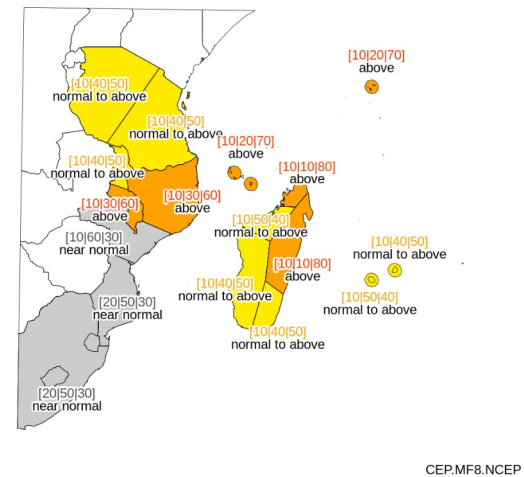 [10|20|70]
above
[10|40|50]
normal to above
[10|40|50]
normal to above
[10|20|70]
above
[10|40|50]
normal to above
[10|10|80]
above
[10|30|60]
above
[10|30|60]
above
[10|50|40]
normal to above
[10|60|30]
near normal
[10|40|50]
normal to above
[10|10|80]
above
[10|40|50]
normal to above
[10|50|40]
normal to above
[20|50|30]
near normal
[10|40|50]
normal to above
[20|50|30]
near normal
CEP.MF8.NCEP